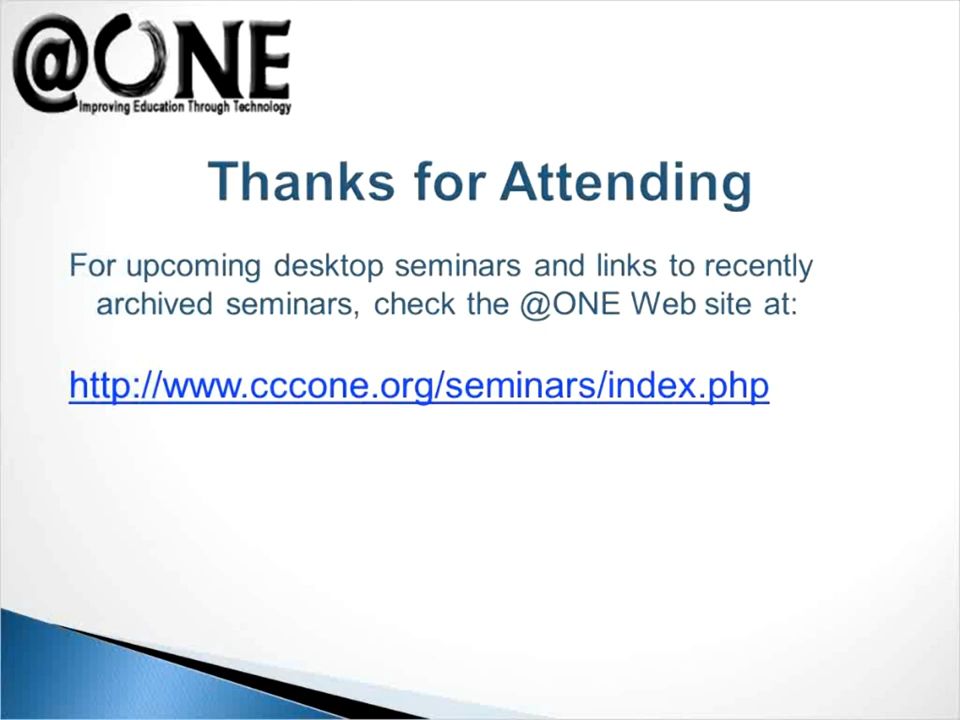 @ONE
Improving Education Through Technology
Thanks for Attending
For upcoming desktop seminars and links to recently
archived seminars, check the @ONE Web site at:
http://www.cccone.org/seminars/index.php